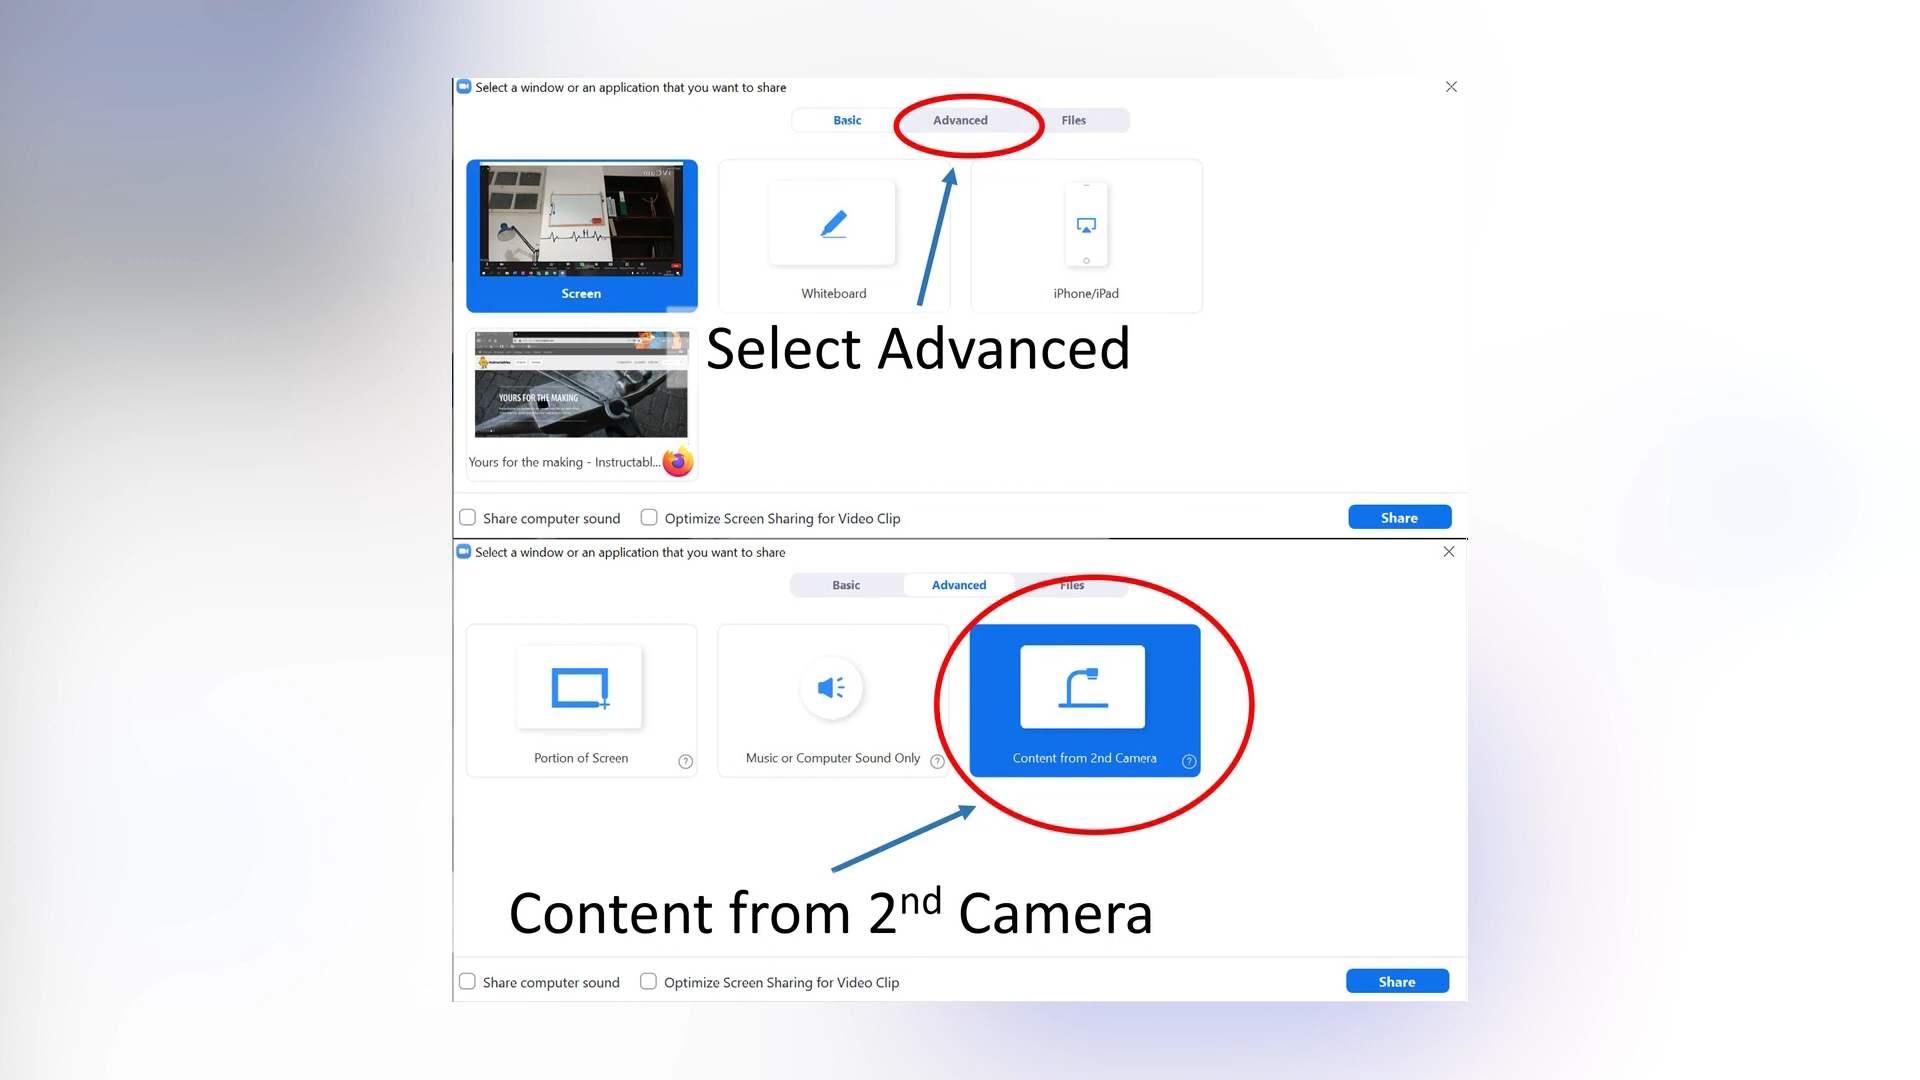 Select a window or an application that you want to share
Basic Advanced Files
iVCam
Screen
Whiteboard
iPhone/iPad
Select Advanced
instructables
YOURS FOR THE MAKING
Yours for the making - Instructabl...
Share computer sound Optimize Screen Sharing for Video Clip Share
Select a window or an application that you want to share
Basic Advanced Files
Portion of Screen ?
Music or Computer Sound Only ?
Content from 2nd Camera ?
Content from 2nd Camera
Share computer sound Optimize Screen Sharing for Video Clip Share